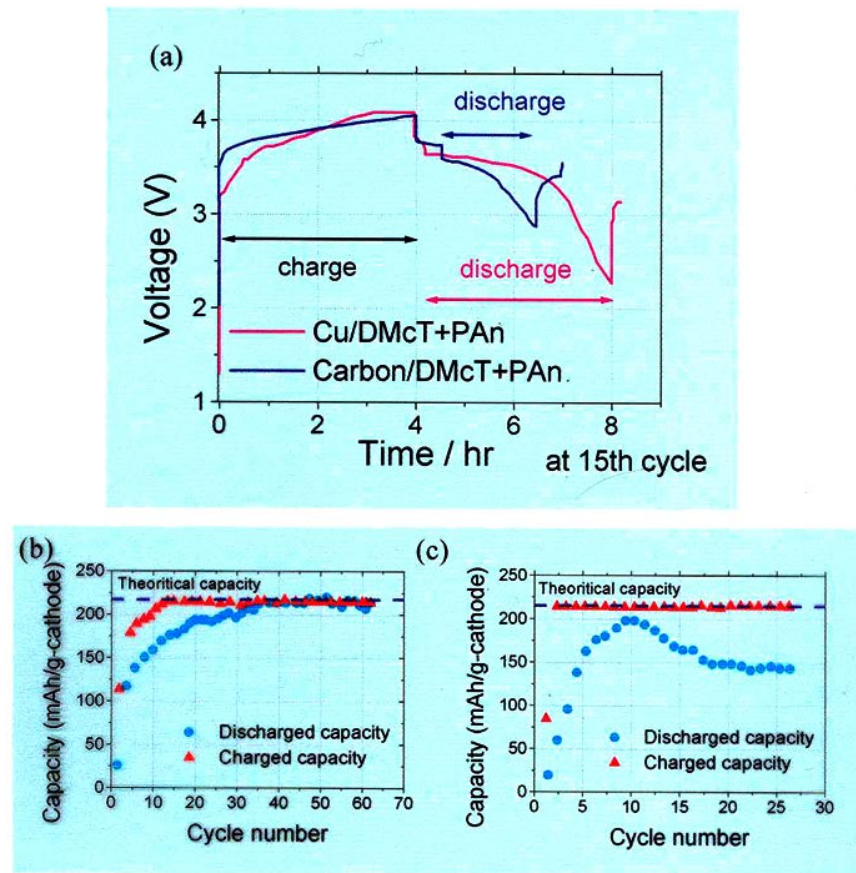 (a)
4
3
2
1
Voltage (V)
discharge
charge
discharge
Cu/DMcT+PAn
Carbon/DMcT+PAn
0
2
4
6
8
Time / hr
at 15th cycle
(b)
250
200
150
100
50
0
Capacity (mAh/g-cathode)
Theoritical capacity
Discharged capacity
Charged capacity
0 10 20 30 40 50 60 70
Cycle number
(c)
250
200
150
100
50
0
Capacity (mAh/g-cathode)
Theoritical capacity
Discharged capacity
Charged capacity
0 5 10 15 20 25 30
Cycle number